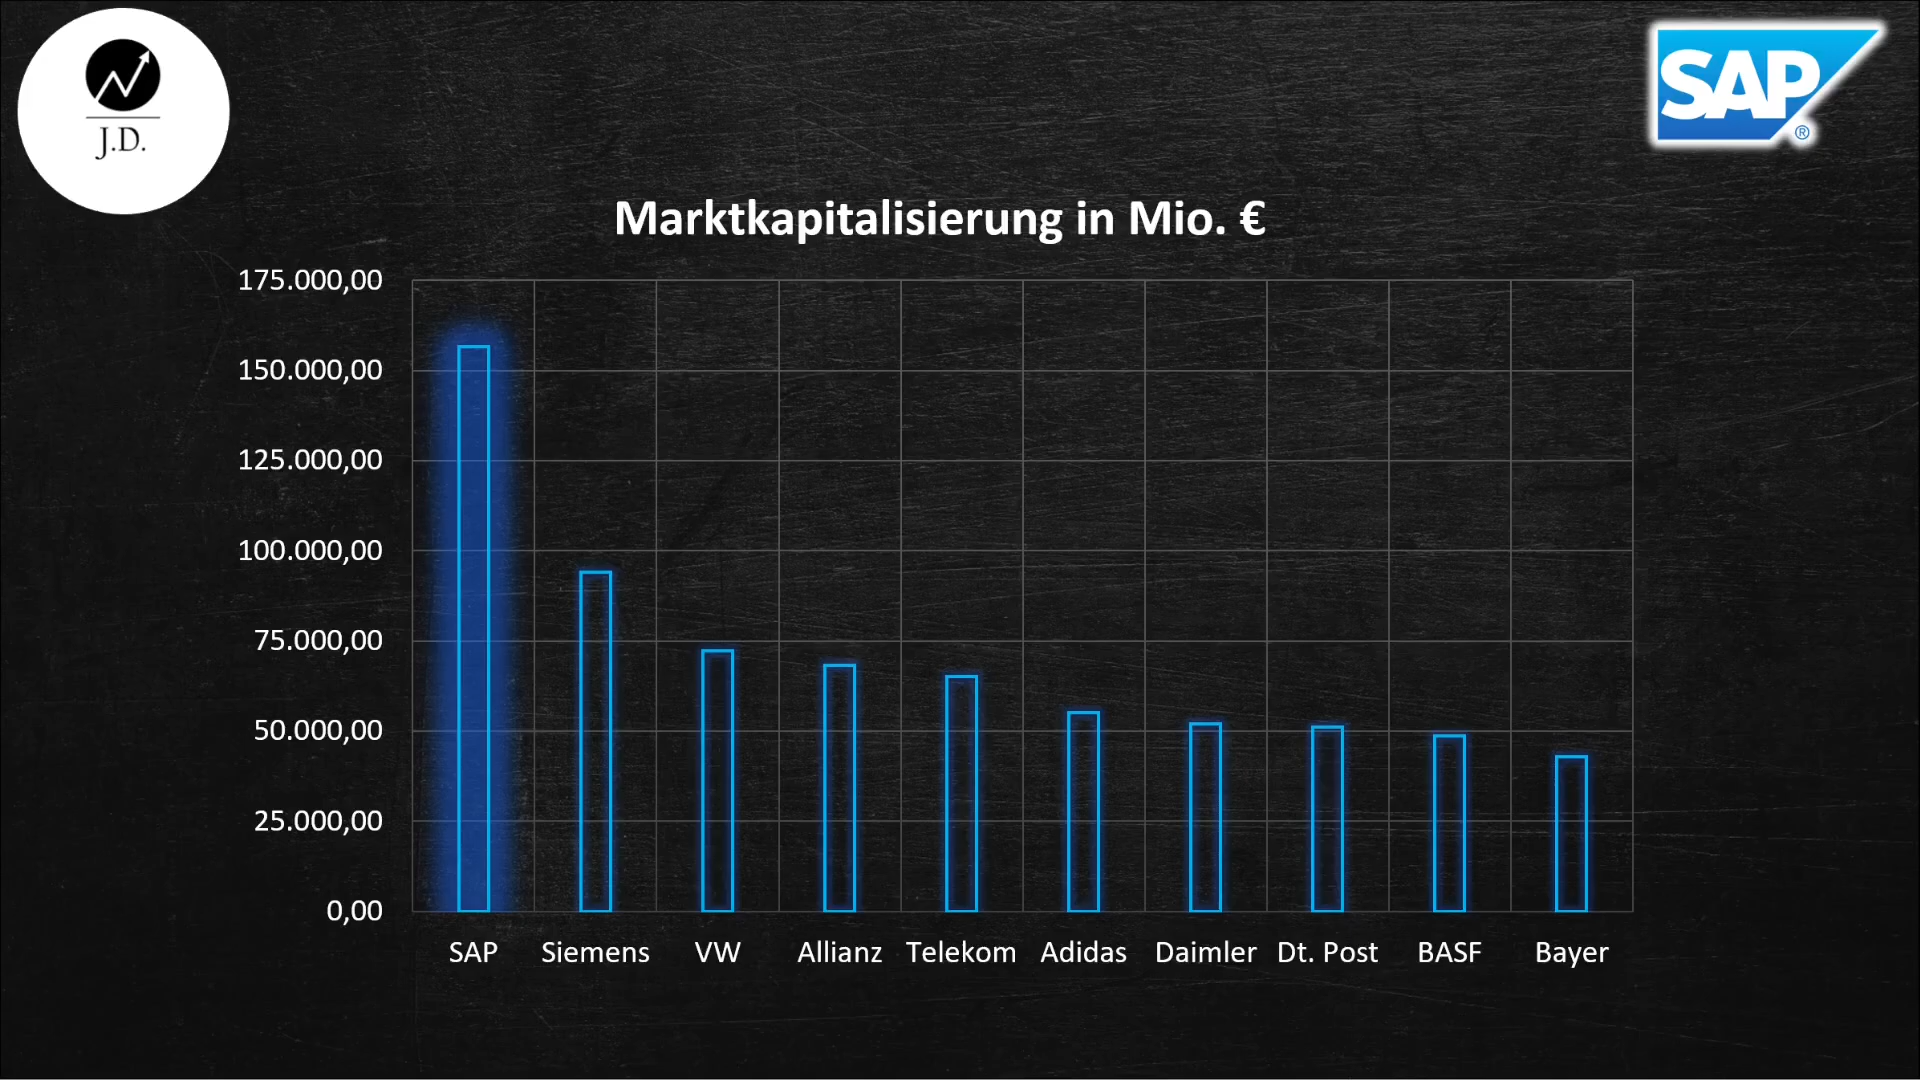 J.D.
SAP
®
Marktkapitalisierung in Mio. €
175.000,00
150.000,00
125.000,00
100.000,00
75.000,00
50.000,00
25.000,00
0,00
SAP Siemens VW Allianz Telekom Adidas Daimler Dt. Post BASF Bayer